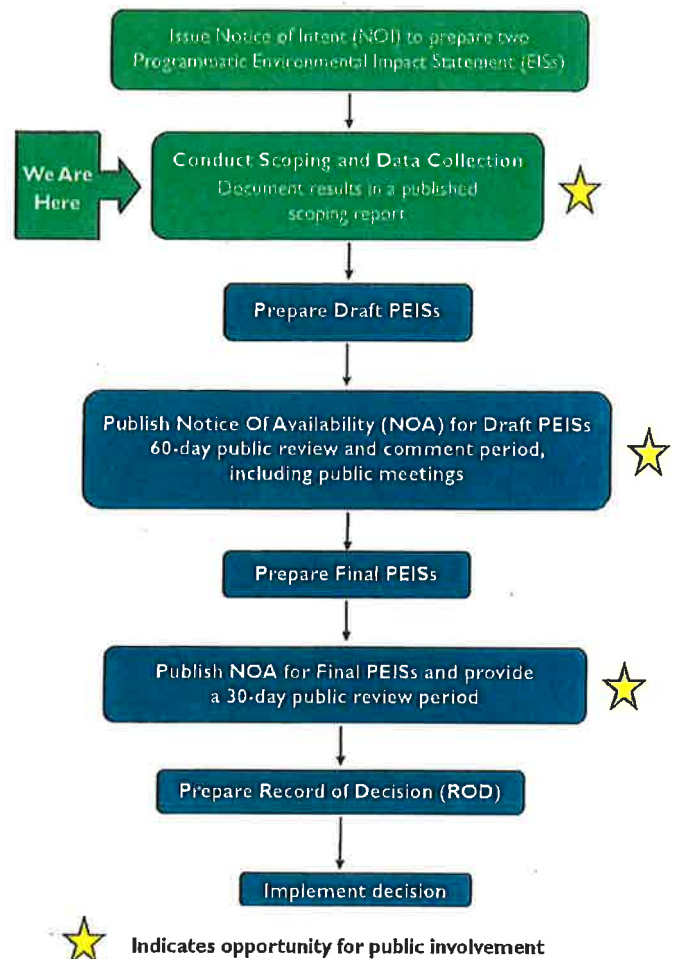 Issue Notice of Intent (NOI) to prepare two
Programmatic Environmental Impact Statement (EISs)
We Are
Here
Conduct Scoping and Data Collection
Document results in a published
scoping report
Prepare Draft PEISs
Publish Notice Of Availability (NOA) for Draft PEISs
60-day public review and comment period,
including public meetings
Prepare Final PEISs
Publish NOA for Final PEISs and provide
a 30-day public review period
Prepare Record of Decision (ROD)
Implement decision
Indicates opportunity for public involvement